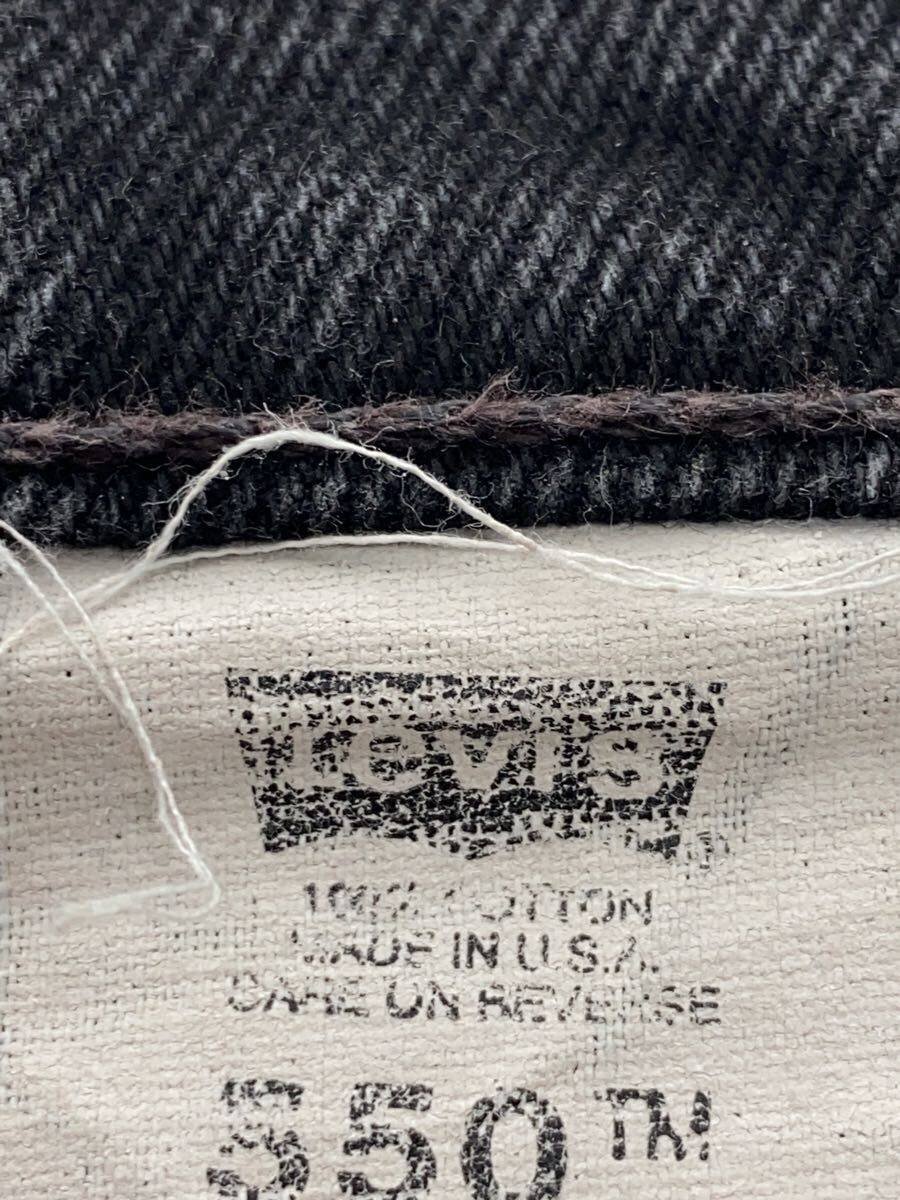 Levi's
100% COTTON
MADE IN U.S.A.
CARE ON REVERSE
550™